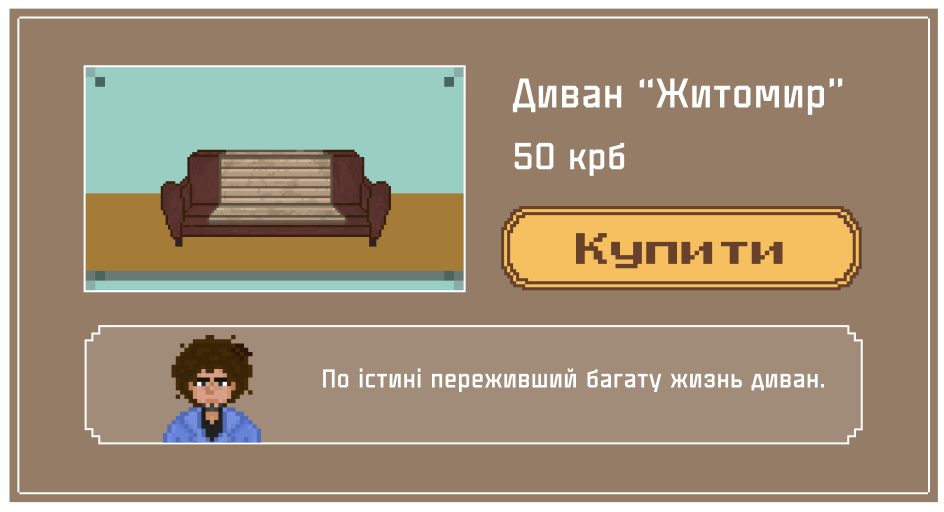 Диван “Житомир”
50 крб
Купити
По істині переживший багату жизнь диван.